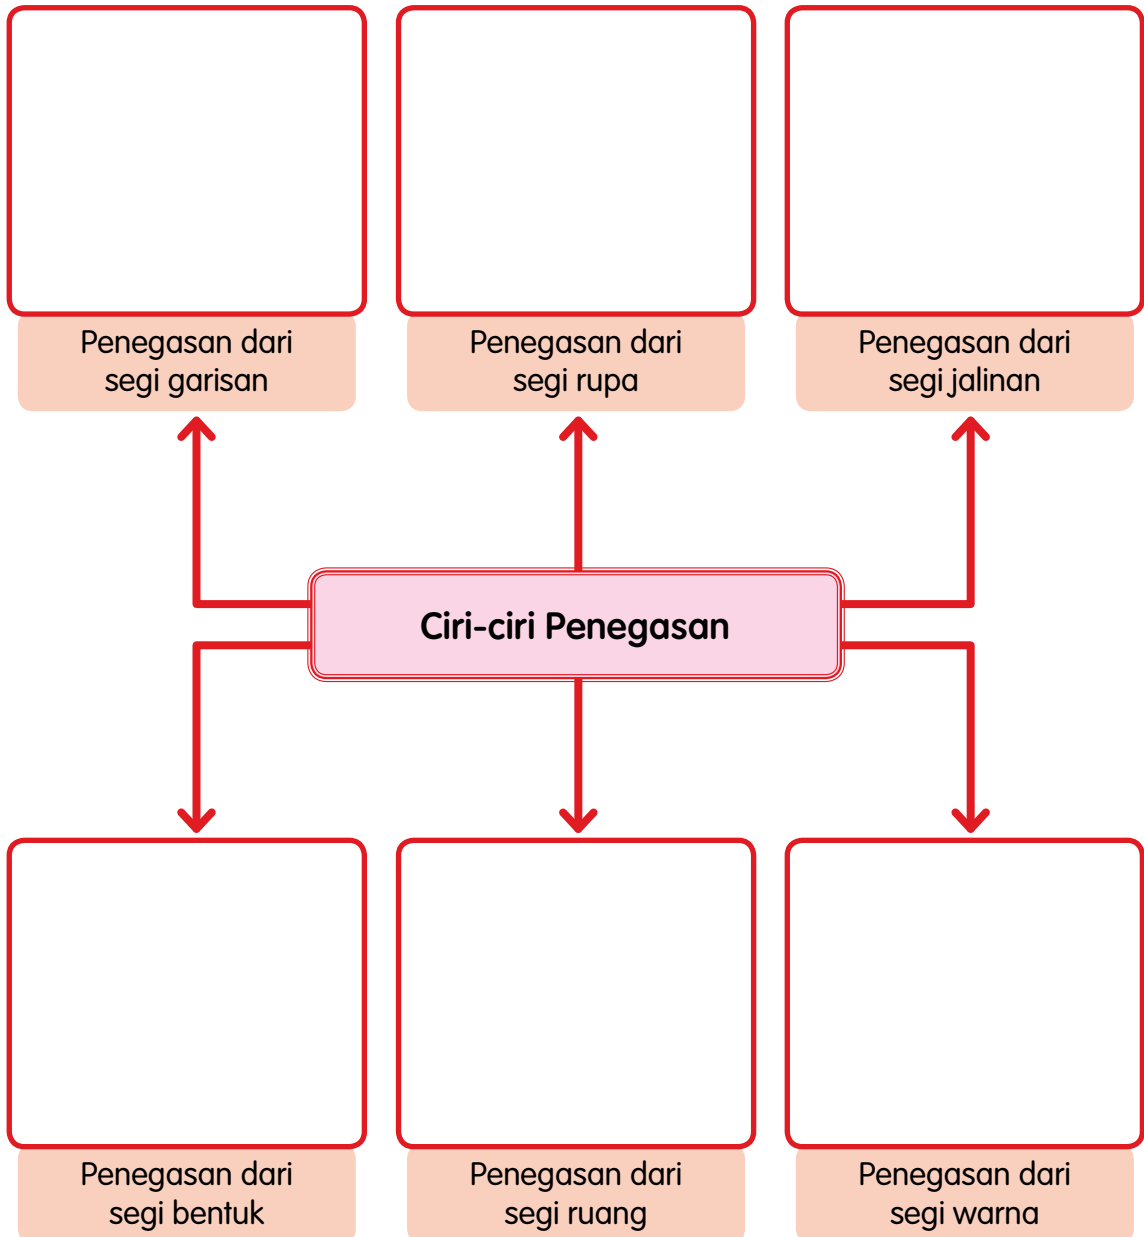 Penegasan dari
segi garisan
Penegasan dari
segi rupa
Penegasan dari
segi jalinan
Ciri-ciri Penegasan
Penegasan dari
segi bentuk
Penegasan dari
segi ruang
Penegasan dari
segi warna